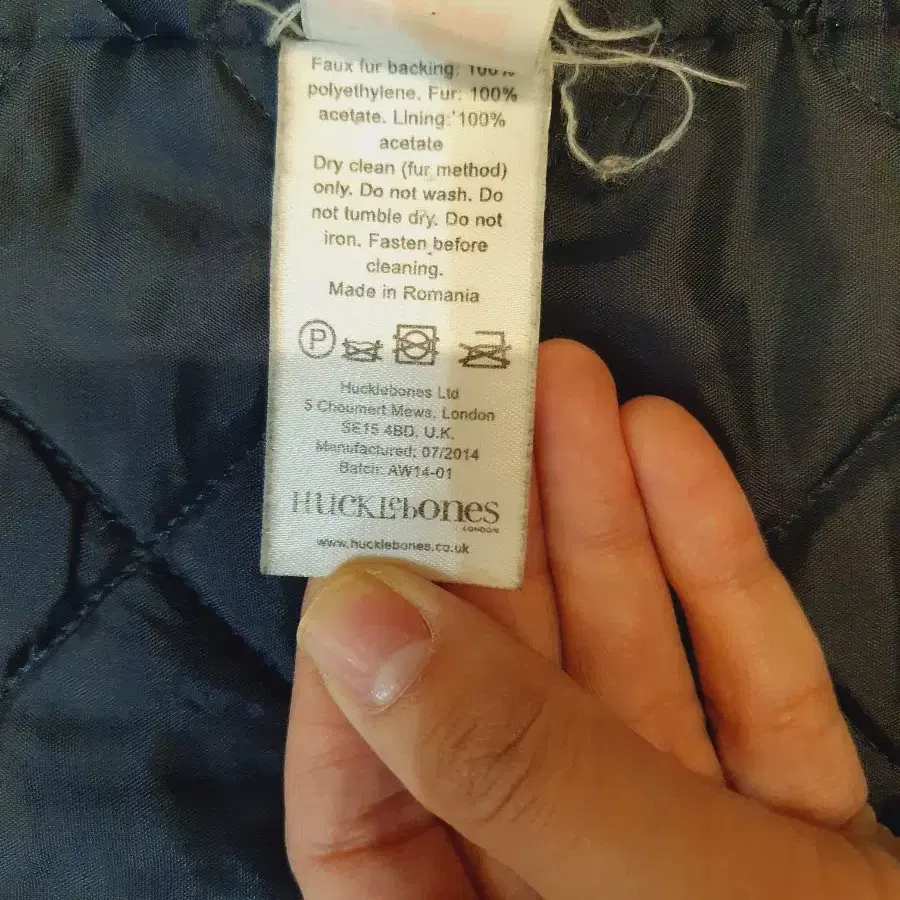 Faux fur backing: 100%
polyethylene. Fur: 100%
acetate. Lining: 100%
acetate
Dry clean (fur method)
only. Do not wash. Do
not tumble dry. Do not
iron. Fasten before
cleaning.
Made in Romania
P
Hucklebones Ltd
5 Choumert Mews, London
SE15 4BD, U.K.
Manufactured: 07/2014
Batch: AW14-01
HUCKLebones
LONDON
www.hucklebones.co.uk